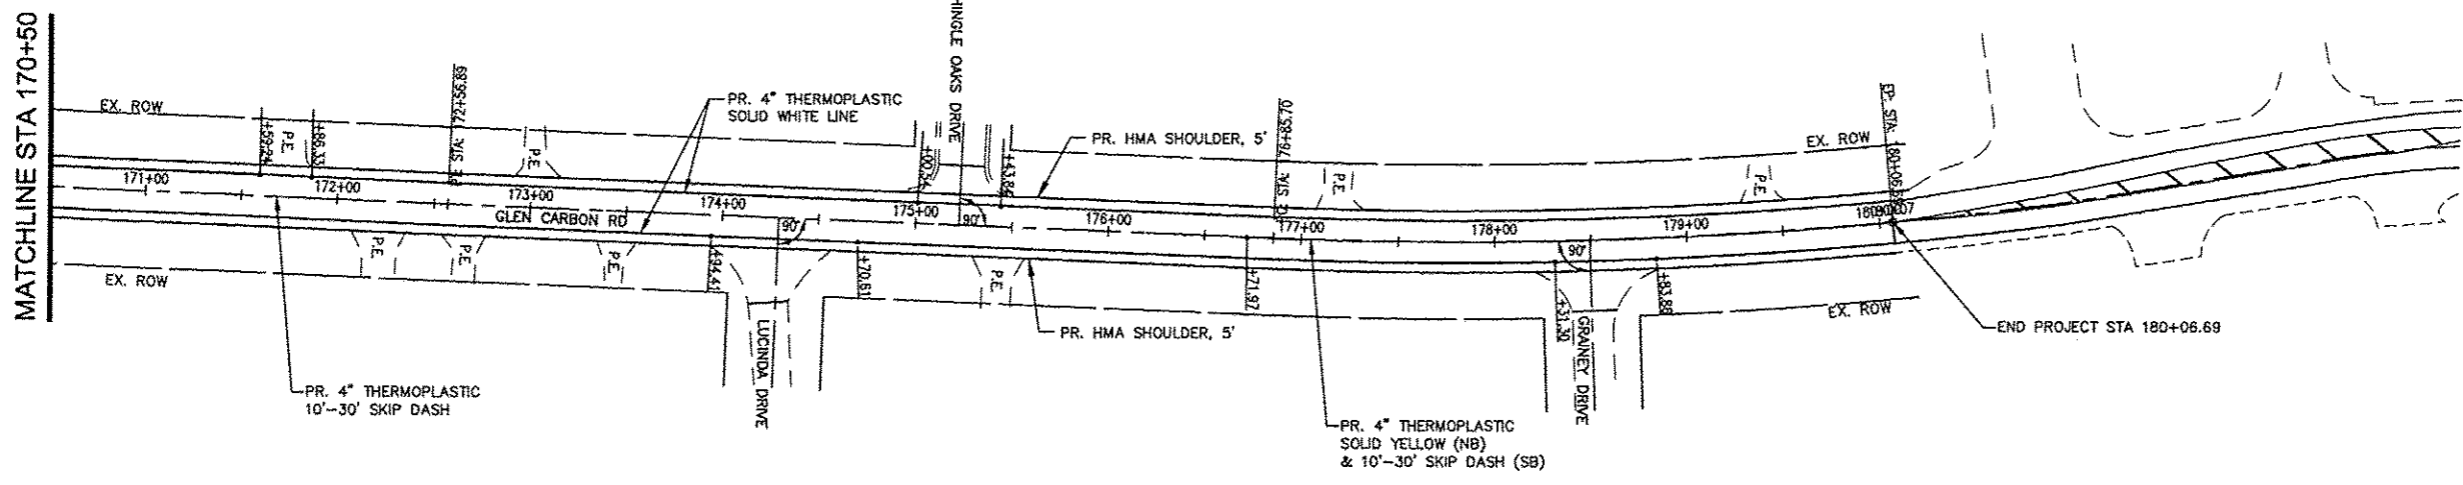 MATCHLINE STA 170+50
EX. ROW
+59.24
P.E.
+86.33
STA: 172+56.89
P.E.
PR. 4" THERMOPLASTIC
SOLID WHITE LINE
HINGLE OAKS DRIVE
+00.54
+43.84
PR. HMA SHOULDER, 5'
STA: 176+85.70
P.E.
P.E.
EX. ROW
EP: STA: 180+06.69
171+00
172+00
173+00
174+00
175+00
176+00
177+00
178+00
179+00
GLEN CARBON RD
90°
90°
90°
P.E.
P.E.
P.E.
P.E.
EX. ROW
+94.41
+70.61
+71.97
+31.30
+83.88
EX. ROW
LUCINDA DRIVE
GRAINEY DRIVE
PR. HMA SHOULDER, 5'
END PROJECT STA 180+06.69
PR. 4" THERMOPLASTIC
10'-30' SKIP DASH
PR. 4" THERMOPLASTIC
SOLID YELLOW (NB)
& 10'-30' SKIP DASH (SB)